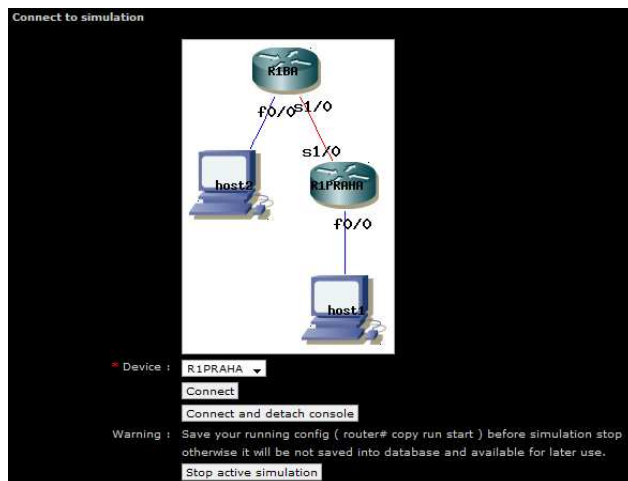 Connect to simulation
R1BA
f0/0 s1/0
s1/0
host2
R1PRAHA
f0/0
host1
* Device :
R1PRAHA
Connect
Connect and detach console
Warning :
Save your running config ( router# copy run start ) before simulation stop
otherwise it will be not saved into database and available for later use.
Stop active simulation